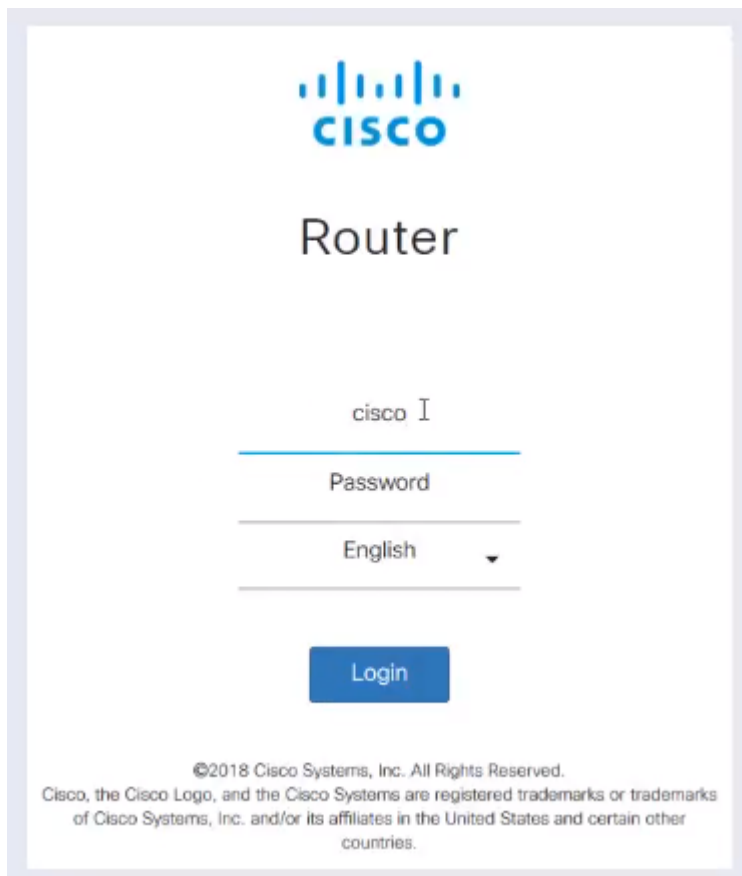 CISCO
Router
cisco
Password
English
Login
©2018 Cisco Systems, Inc. All Rights Reserved.
Cisco, the Cisco Logo, and the Cisco Systems are registered trademarks or trademarks
of Cisco Systems, Inc. and/or its affiliates in the United States and certain other
countries.